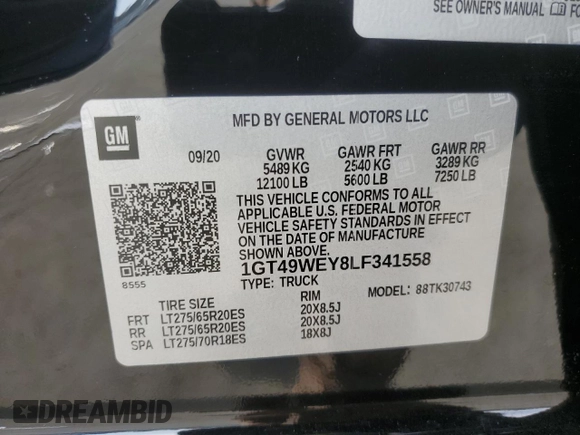 SEE OWNER'S MANUAL
GM
MFD BY GENERAL MOTORS LLC
09/20 GVWR GAWR FRT GAWR RR
5489 KG 2540 KG 3289 KG
12100 LB 5600 LB 7250 LB
THIS VEHICLE CONFORMS TO ALL
APPLICABLE U.S. FEDERAL MOTOR
VEHICLE SAFETY STANDARDS IN EFFECT
ON THE DATE OF MANUFACTURE
SHOWN ABOVE.
1GT49WEY8LF341558
8555 TYPE: TRUCK MODEL: 88TK30743
TIRE SIZE RIM
FRT LT275/65R20ES 20X8.5J
RR LT275/65R20ES 20X8.5J
SPA LT275/70R18ES 18X8J
DREAMBID